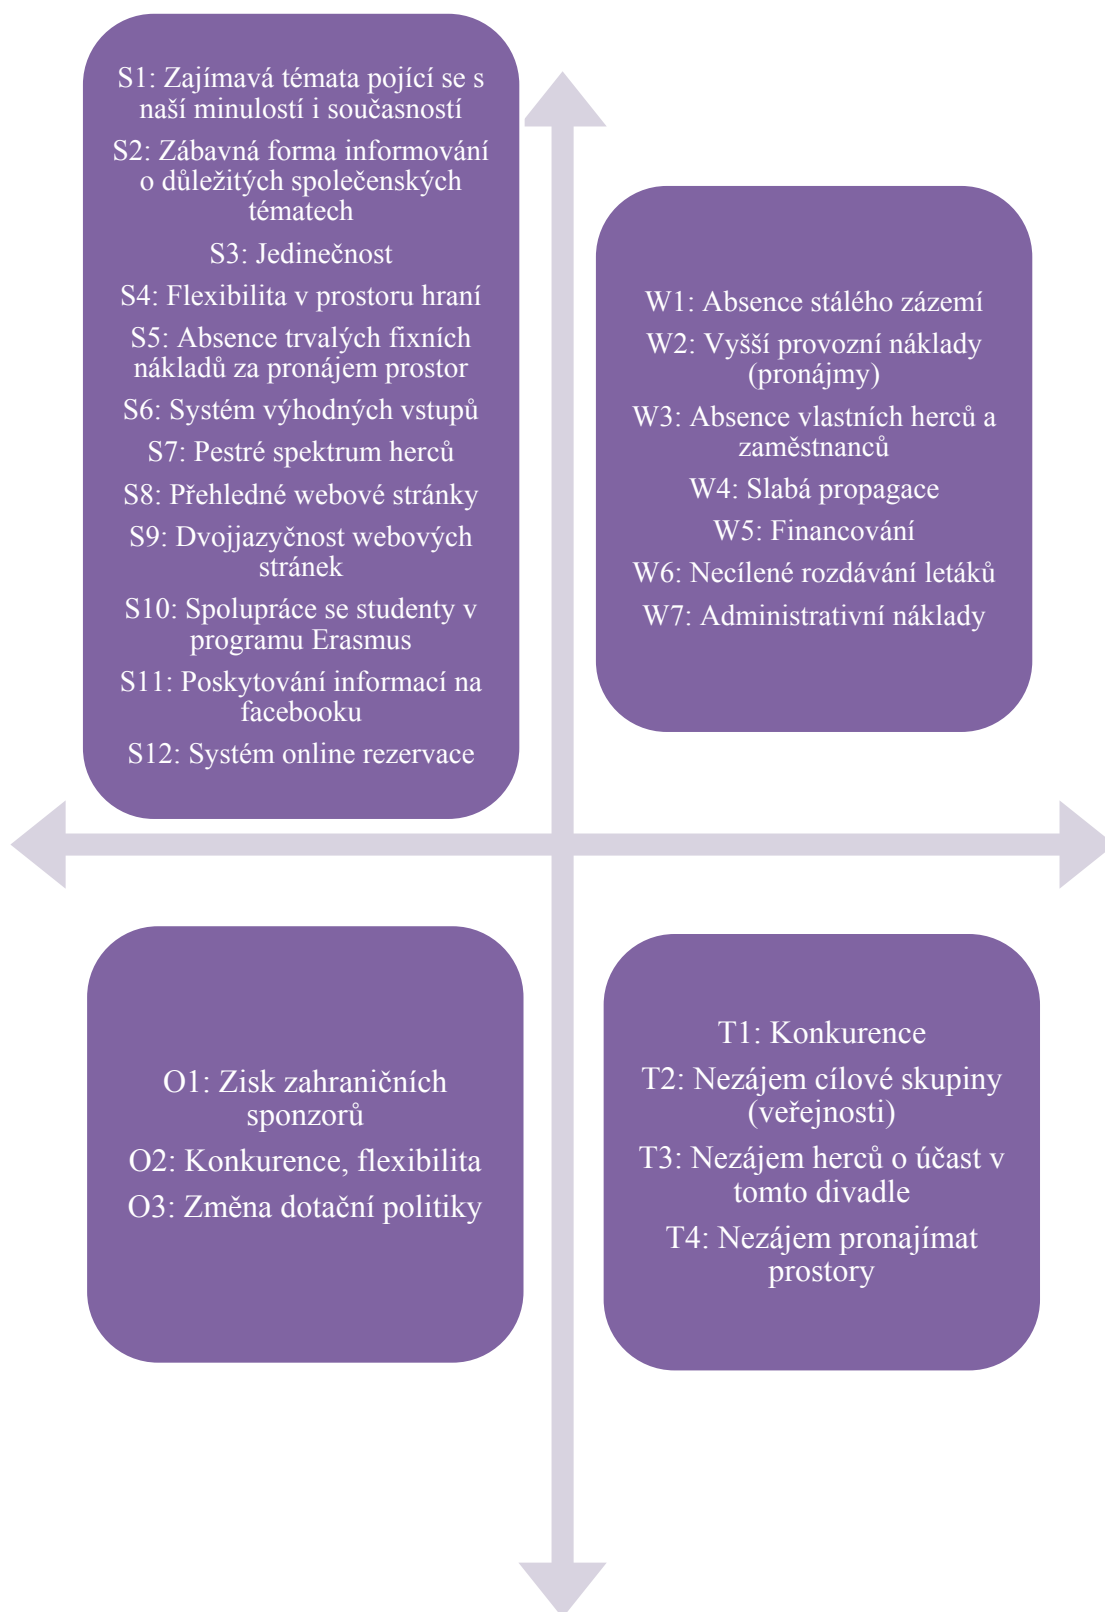 S1: Zajímavá témata pojící se s
naší minulostí i současností
S2: Zábavná forma informování
o důležitých společenských
tématech
S3: Jedinečnost
S4: Flexibilita v prostoru hraní
S5: Absence trvalých fixních
nákladů za pronájem prostor
S6: Systém výhodných vstupů
S7: Pestré spektrum herců
S8: Přehledné webové stránky
S9: Dvojjazyčnost webových
stránek
S10: Spolupráce se studenty v
programu Erasmus
S11: Poskytování informací na
facebooku
S12: Systém online rezervace
W1: Absence stálého zázemí
W2: Vyšší provozní náklady
(pronájmy)
W3: Absence vlastních herců a
zaměstnanců
W4: Slabá propagace
W5: Financování
W6: Necílené rozdávání letáků
W7: Administrativní náklady
O1: Zisk zahraničních
sponzorů
O2: Konkurence, flexibilita
O3: Změna dotační politiky
T1: Konkurence
T2: Nezájem cílové skupiny
(veřejnosti)
T3: Nezájem herců o účast v
tomto divadle
T4: Nezájem pronajímat
prostory